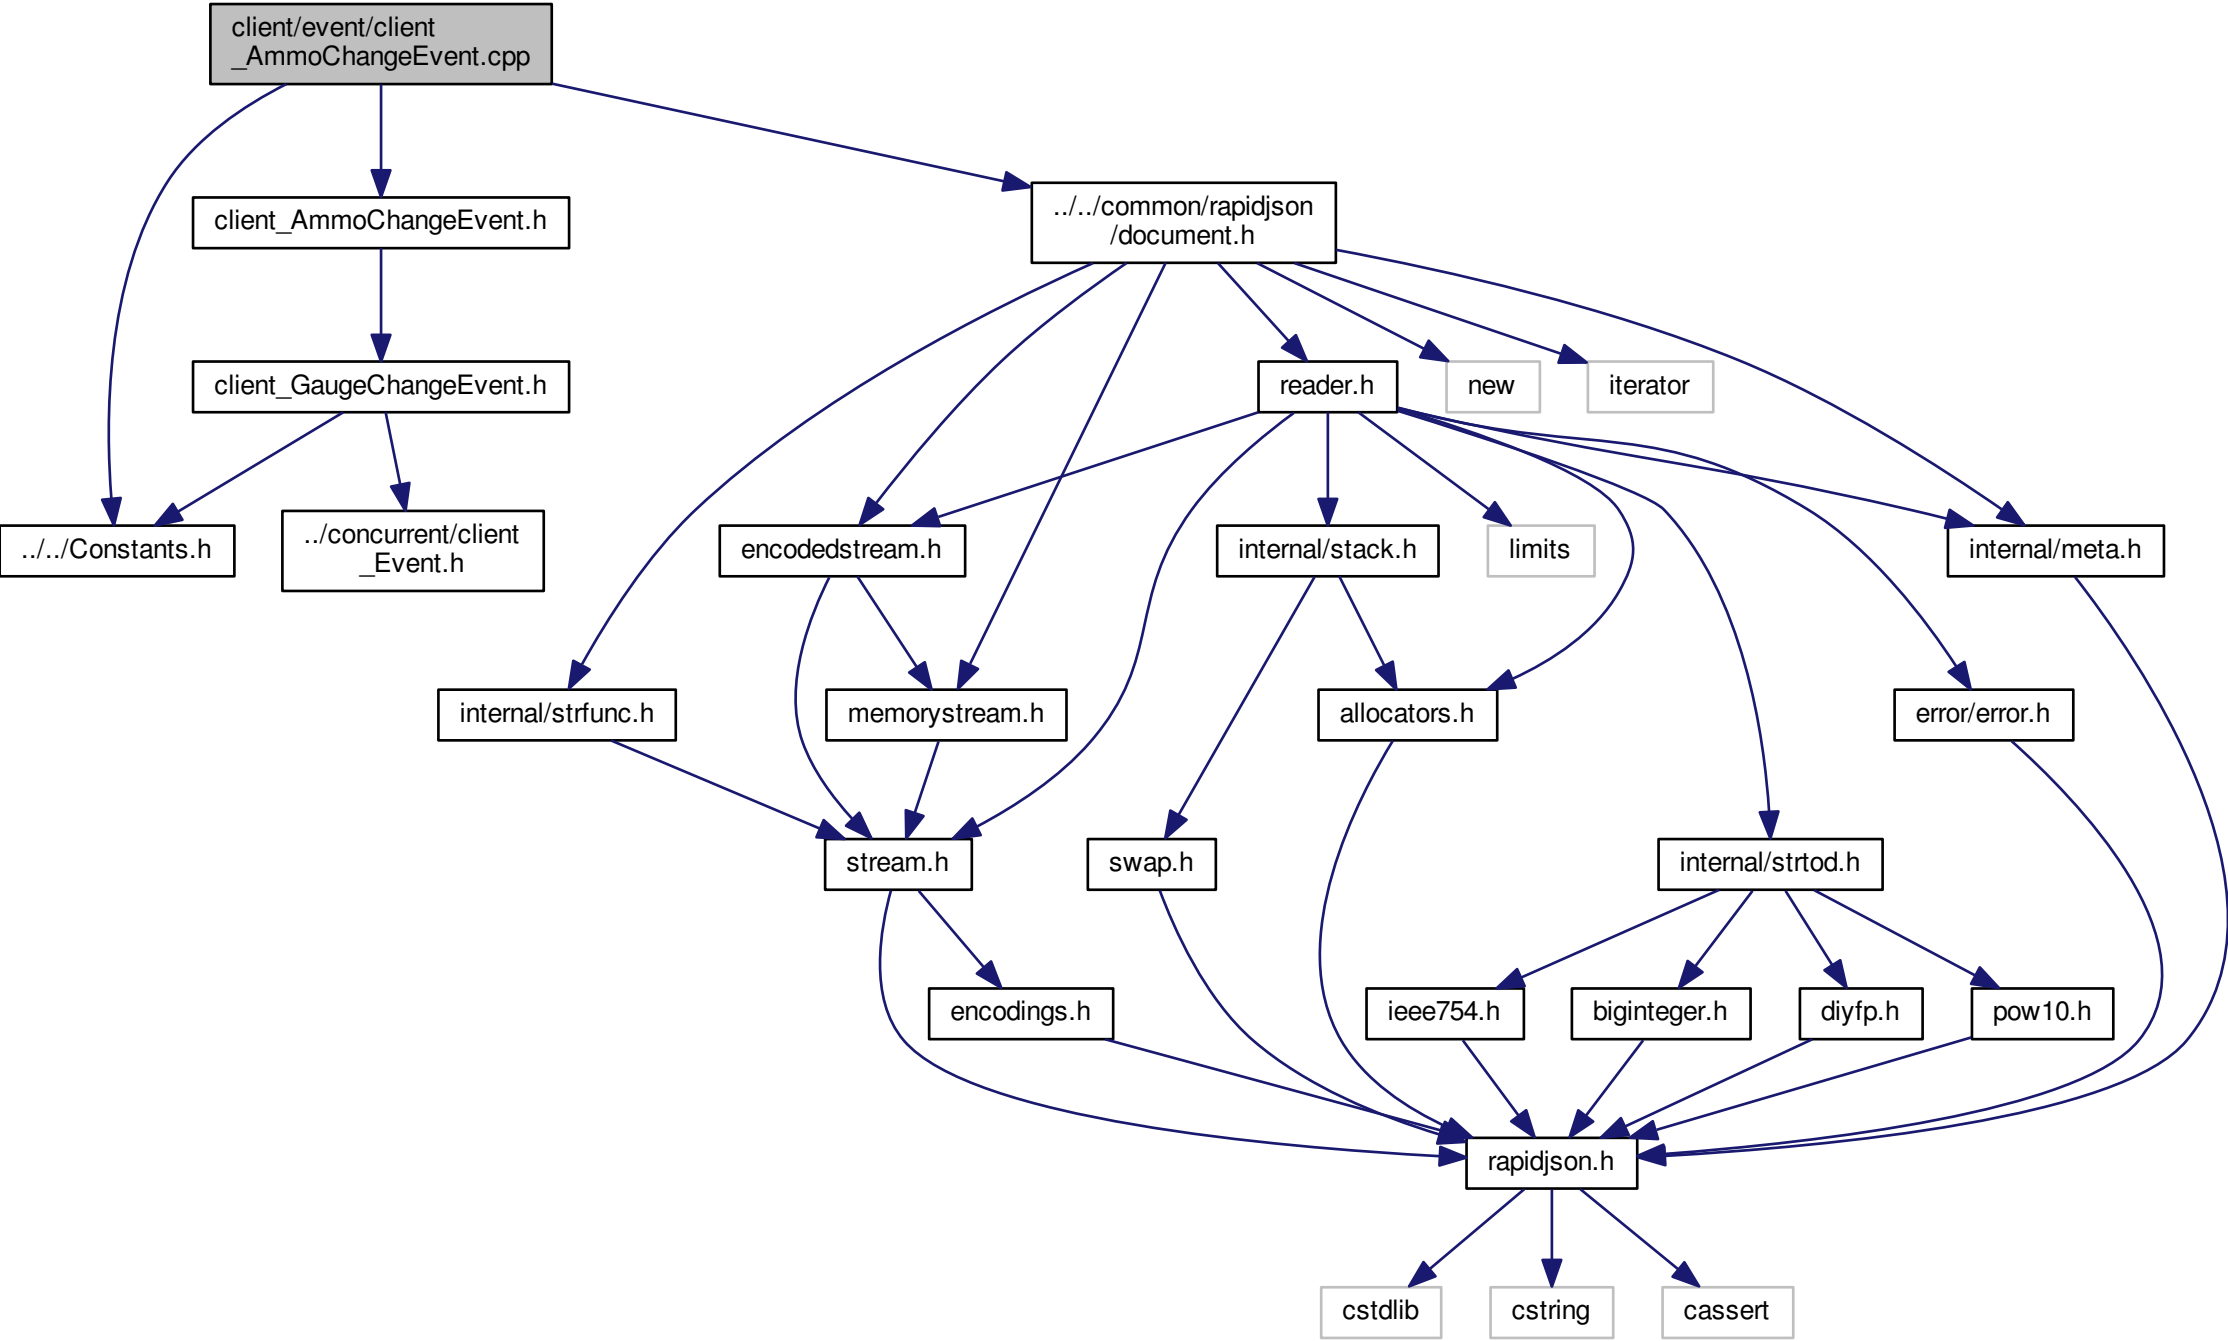 client/event/client
_AmmoChangeEvent.cpp
../../common/rapidjson
/document.h
client_AmmoChangeEvent.h
client_GaugeChangeEvent.h
reader.h
new
iterator
../../Constants.h
../concurrent/client
_Event.h
encodedstream.h
internal/stack.h
limits
internal/meta.h
internal/strfunc.h
memorystream.h
allocators.h
error/error.h
stream.h
swap.h
internal/strtod.h
encodings.h
ieee754.h
biginteger.h
diyfp.h
pow10.h
rapidjson.h
cstdlib
cstring
cassert